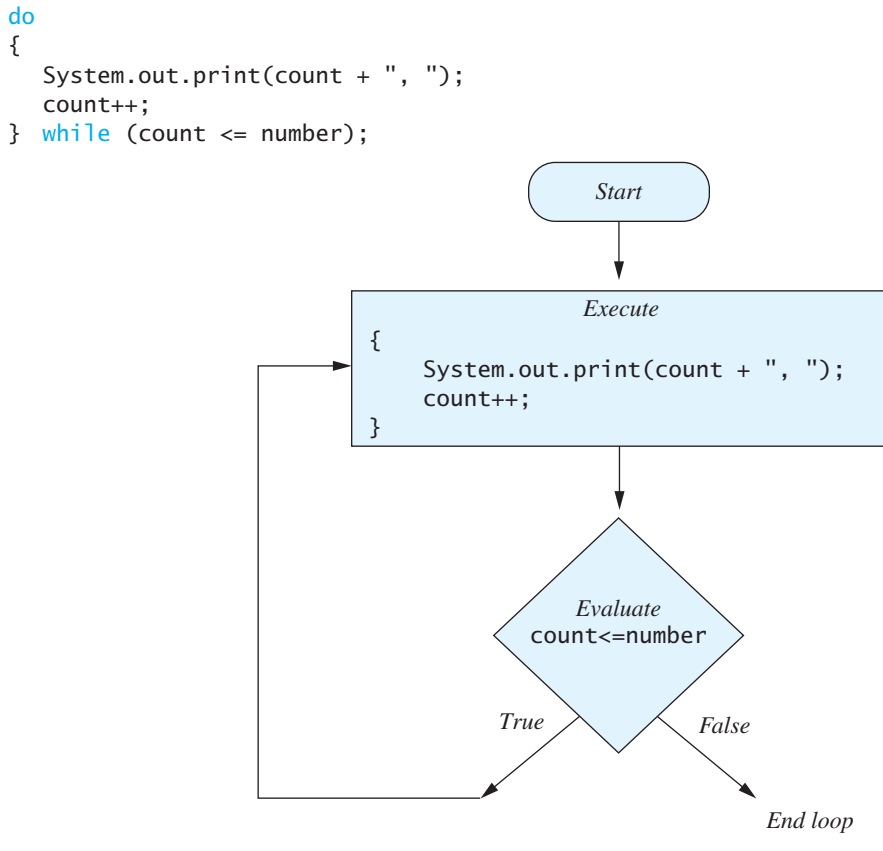 do
{
   System.out.print(count + ", ");
   count++;
} while (count <= number);
Start
Execute
{
    System.out.print(count + ", ");
    count++;
}
Evaluate
count<=number
True
False
End loop